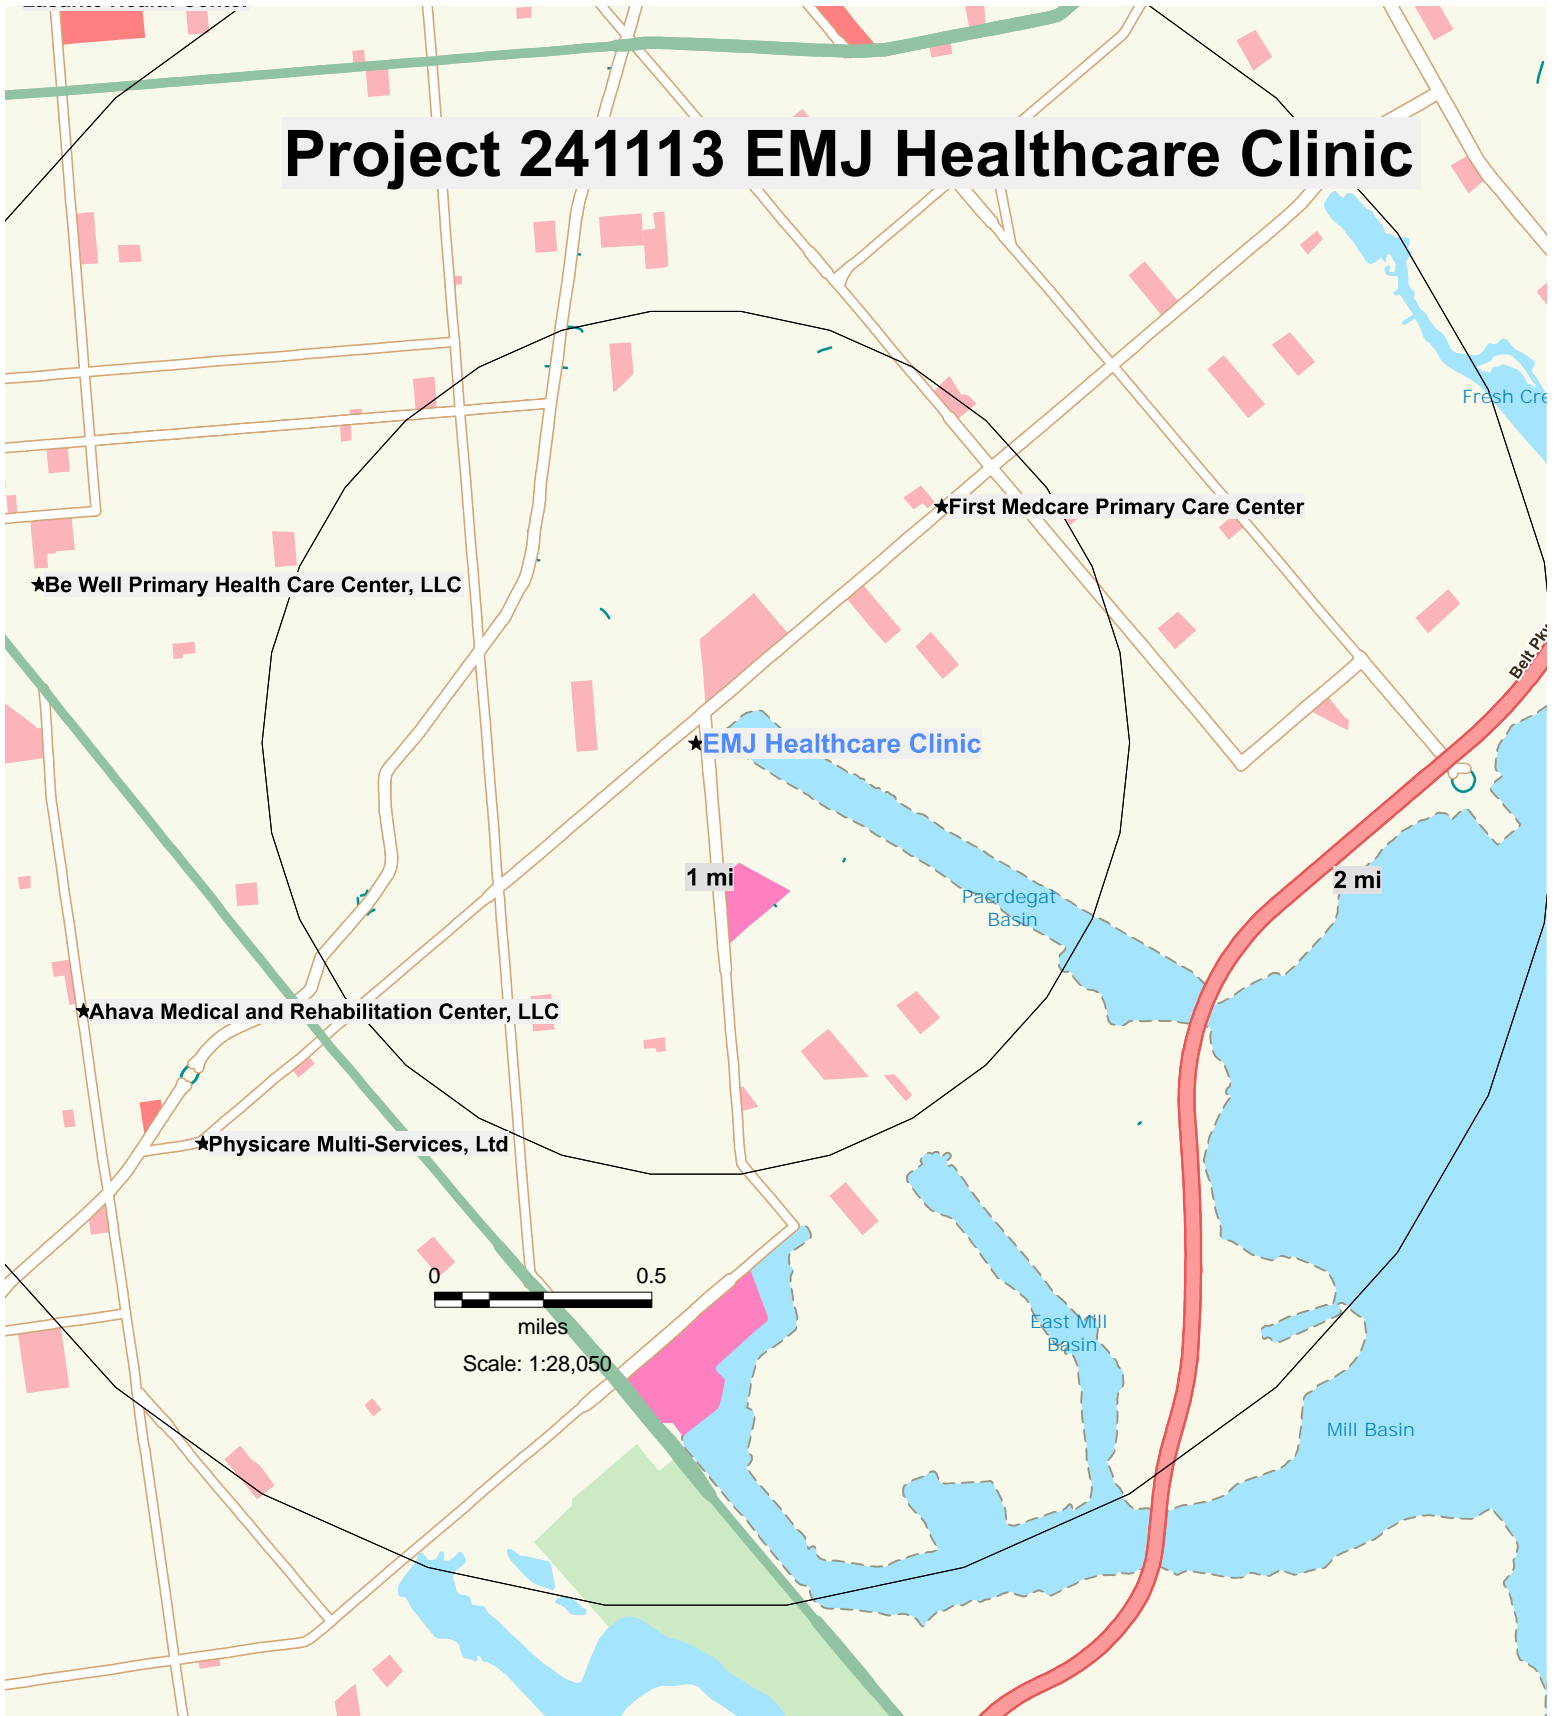 Project 241113 EMJ Healthcare Clinic
Fresh Cre
First Medcare Primary Care Center
Be Well Primary Health Care Center, LLC
Belt Pkw
EMJ Healthcare Clinic
1 mi
2 mi
Paerdegat
Basin
Ahava Medical and Rehabilitation Center, LLC
Physicare Multi-Services, Ltd
0 0.5
miles
Scale: 1:28,050
East Mill
Basin
Mill Basin